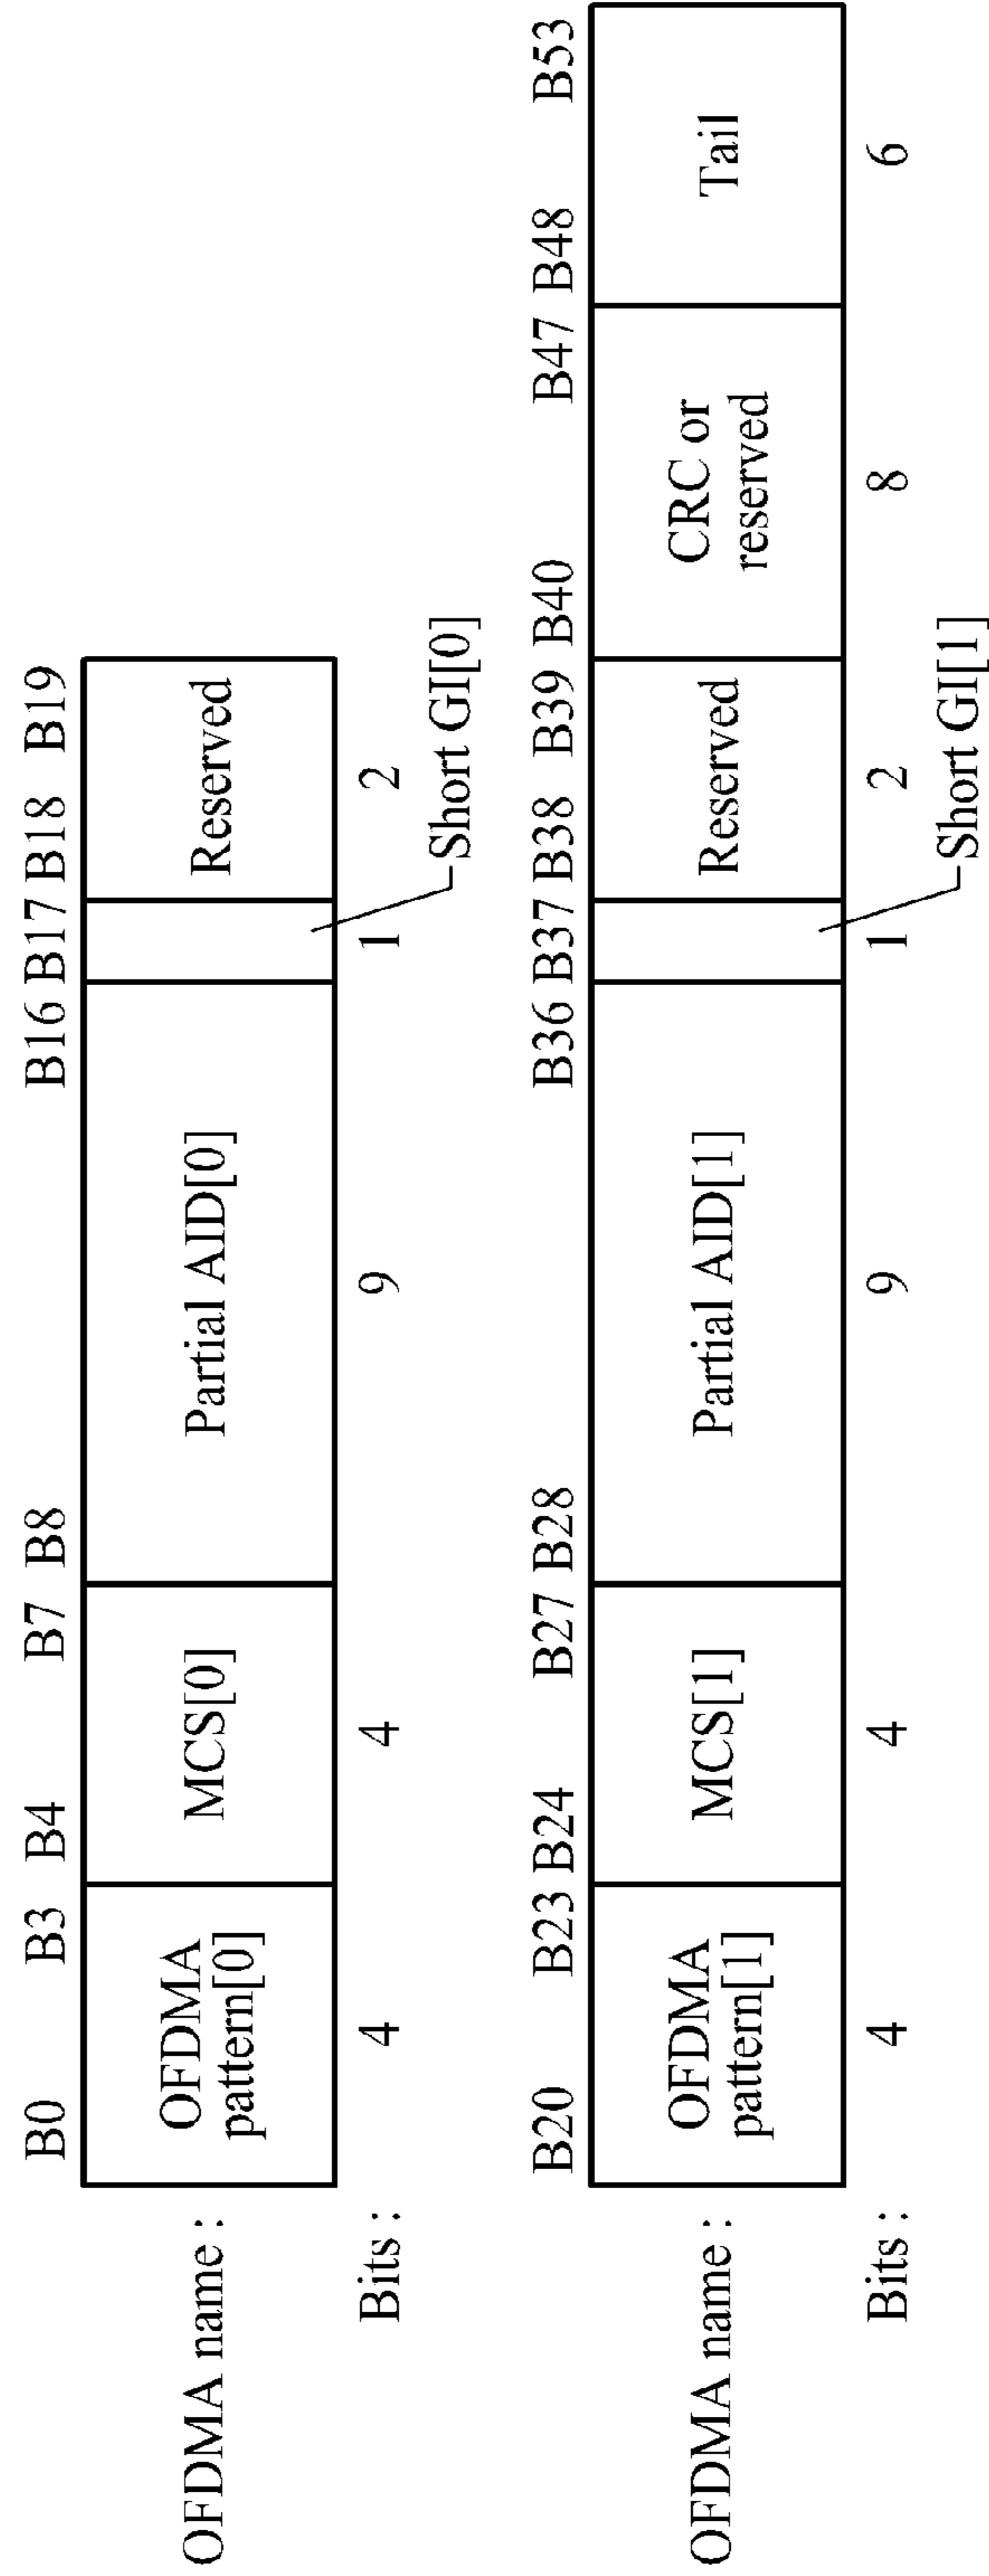 B0 B3 B4 B7 B8 B16 B17 B18 B19
OFDMA name :
OFDMA
pattern[0]
MCS[0]
Partial AID[0]
Reserved
Bits :
4 4 9 1 2
Short GI[0]
B20 B23 B24 B27 B28 B36 B37 B38 B39 B40 B47 B48 B53
OFDMA name :
OFDMA
pattern[1]
MCS[1]
Partial AID[1]
Reserved
CRC or
reserved
Tail
Bits :
4 4 9 1 2 8 6
Short GI[1]